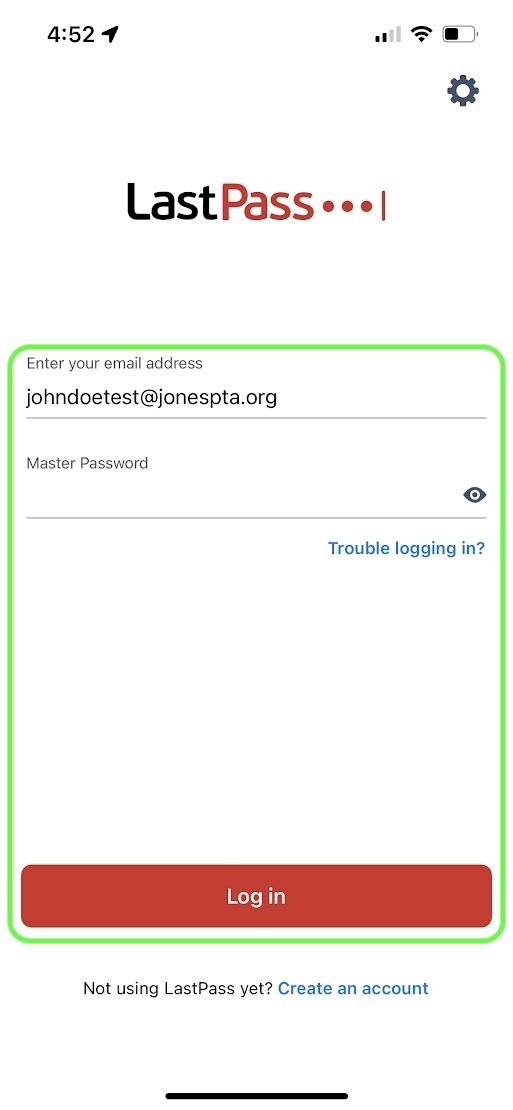 4:52
LastPass
Enter your email address
johndoetest@jonespta.org
Master Password
Trouble logging in?
Log in
Not using LastPass yet? Create an account